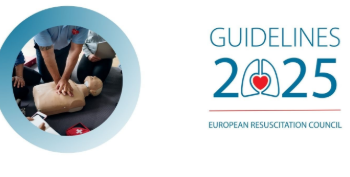 GUIDELINES
2025
EUROPEAN RESUSCITATION COUNCIL